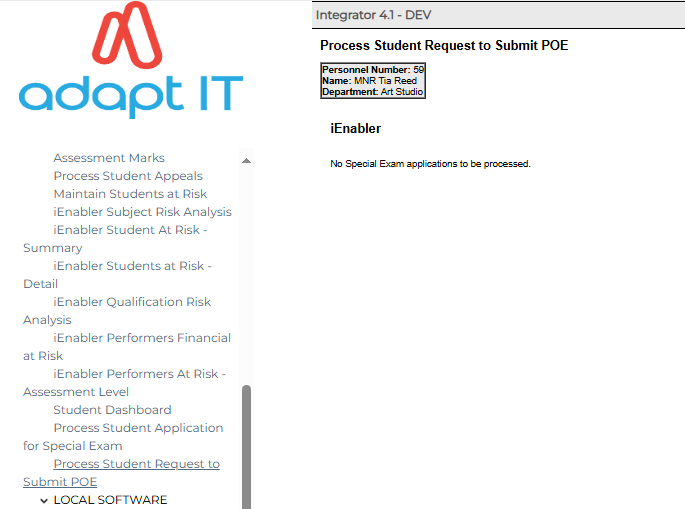 adapt IT
Assessment Marks
Process Student Appeals
Maintain Students at Risk
iEnabler Subject Risk Analysis
iEnabler Student At Risk -
Summary
iEnabler Students at Risk -
Detail
iEnabler Qualification Risk
Analysis
iEnabler Performers Financial
at Risk
iEnabler Performers At Risk -
Assessment Level
Student Dashboard
Process Student Application
for Special Exam
Process Student Request to
Submit POE
LOCAL SOFTWARE
Integrator 4.1 - DEV
Process Student Request to Submit POE
Personnel Number: 59
Name: MNR Tia Reed
Department: Art Studio
iEnabler
No Special Exam applications to be processed.